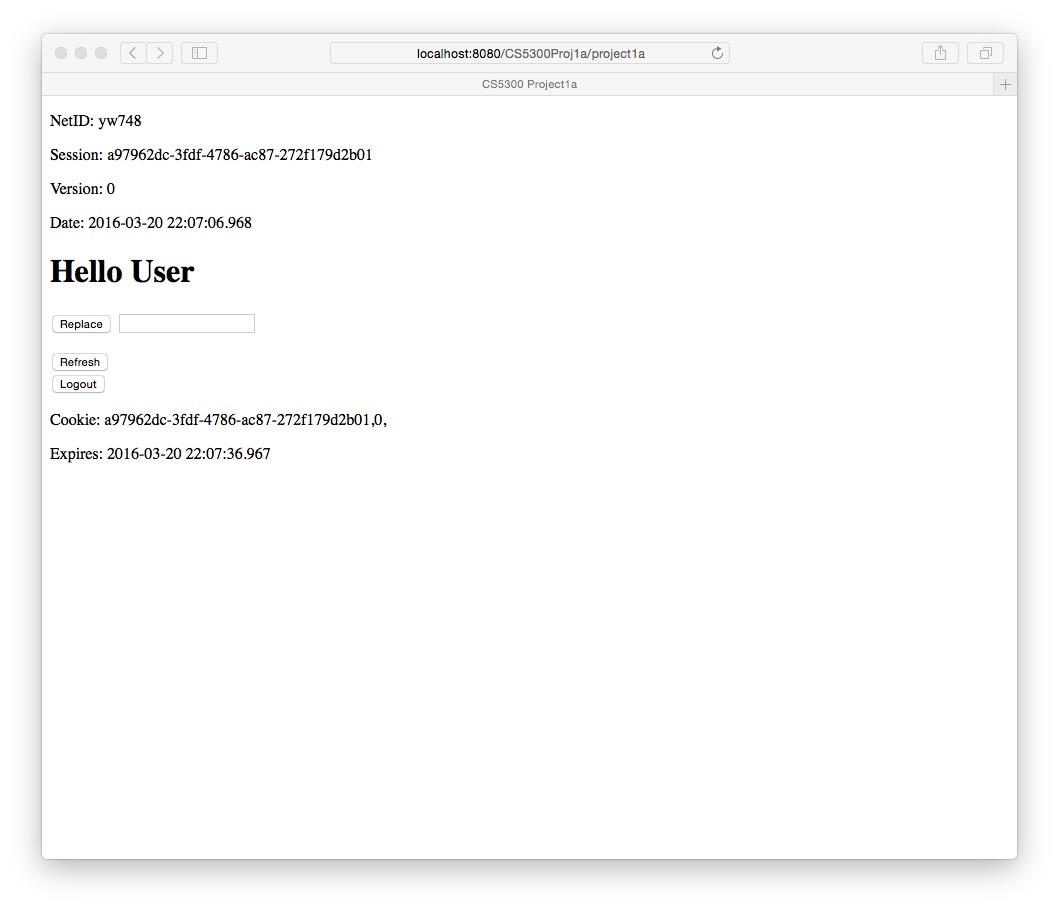 localhost:8080/CS5300Proj1a/project1a
CS5300 Project1a
NetID: yw748
Session: a97962dc-3fdf-4786-ac87-272f179d2b01
Version: 0
Date: 2016-03-20 22:07:06.968
Hello User
Replace
Refresh
Logout
Cookie: a97962dc-3fdf-4786-ac87-272f179d2b01,0,
Expires: 2016-03-20 22:07:36.967